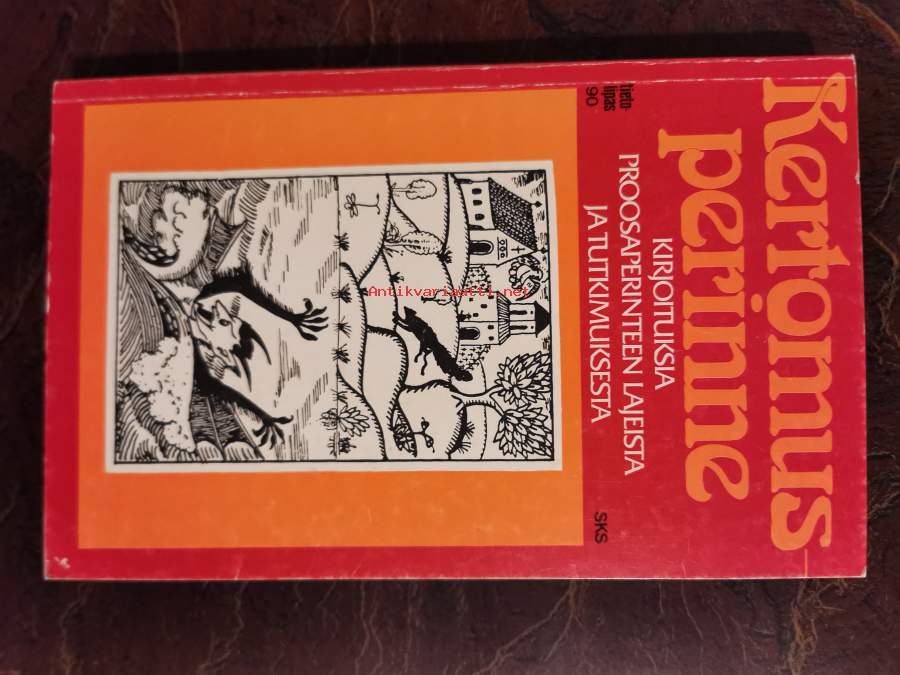 Kertomus-
perinne
tieto-
lipas
90
KIRJOITUKSIA
PROOSAPERINTEEN LAJEISTA
JA TUTKIMUKSESTA
SKS
Antikvariaatti.net